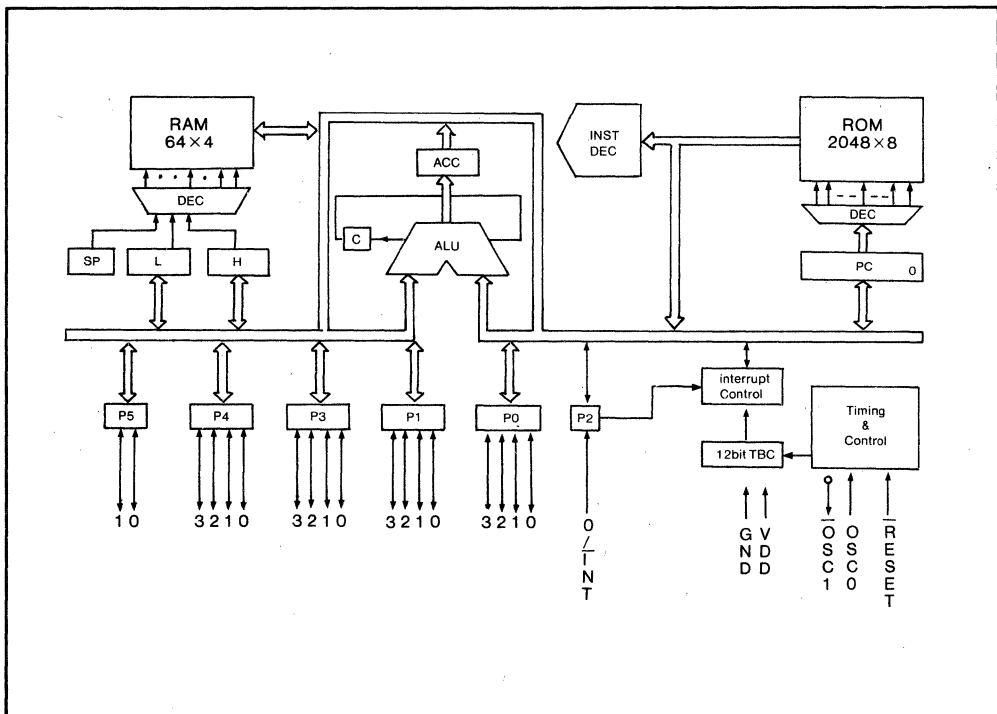 RAM
64×4
DEC
SP
L
H
ACC
C
ALU
INST
DEC
ROM
2048×8
DEC
PC 0
P5
P4
P3
P1
P0
P2
interrupt
Control
12bit TBC
Timing
&
Control
1 0
3 2 1 0
3 2 1 0
3 2 1 0
3 2 1 0
0/INT
GND
VDD
OSC1
OSC0
RESET